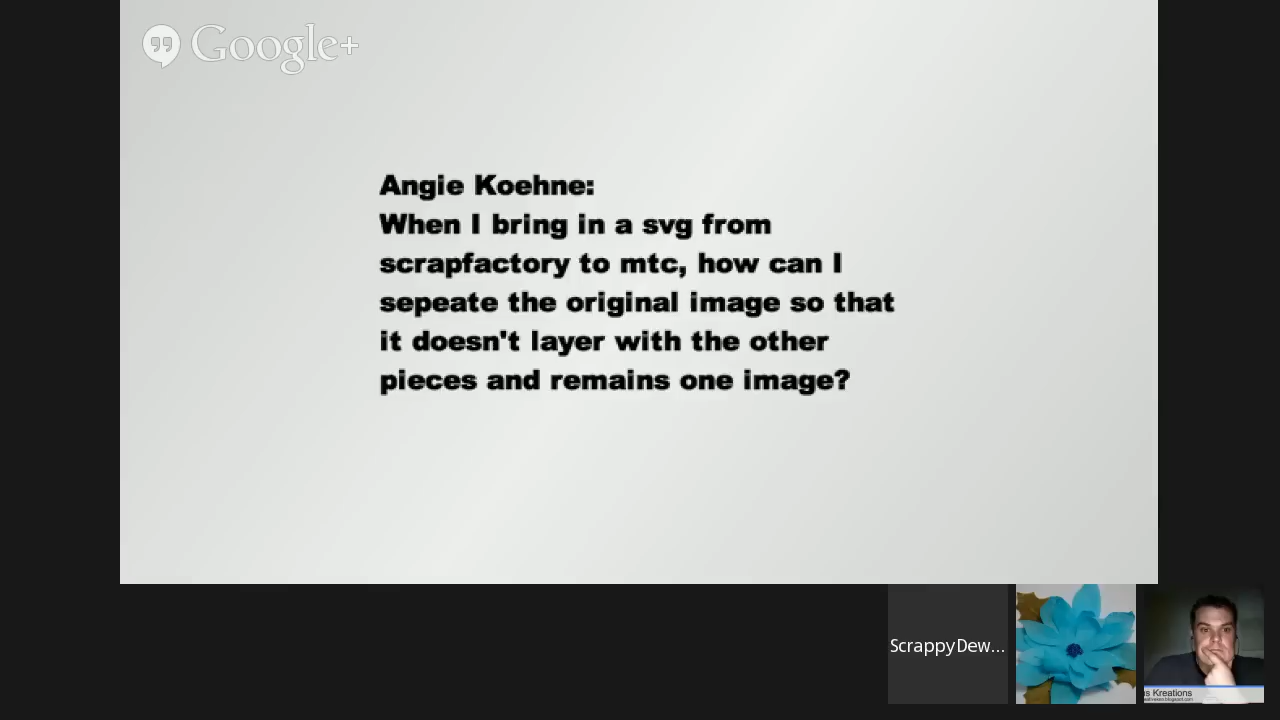 Google+
Angie Koehne:
When I bring in a svg from
scrapfactory to mtc, how can I
sepeate the original image so that
it doesn't layer with the other
pieces and remains one image?
ScrappyDew...
s Kreations